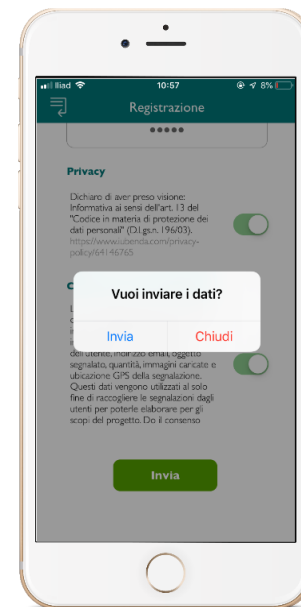 Iliad 10:57 8%
Registrazione
•••••
Privacy
Dichiaro di aver preso visione:
Informativa ai sensi dell'art. 13 del
"Codice in materia di protezione dei
dati personali" (D.lgs.n. 196/03).
https://www.iubenda.com/privacy-
policy/64146765
C
Vuoi inviare i dati?
Invia Chiudi
dell'utente, indirizzo email, oggetto
segnalato, quantità, immagini caricate e
ubicazione GPS della segnalazione.
Questi dati vengono utilizzati al solo
fine di raccogliere le segnalazioni dagli
utenti per poterle elaborare per gli
scopi del progetto. Do il consenso
Invia